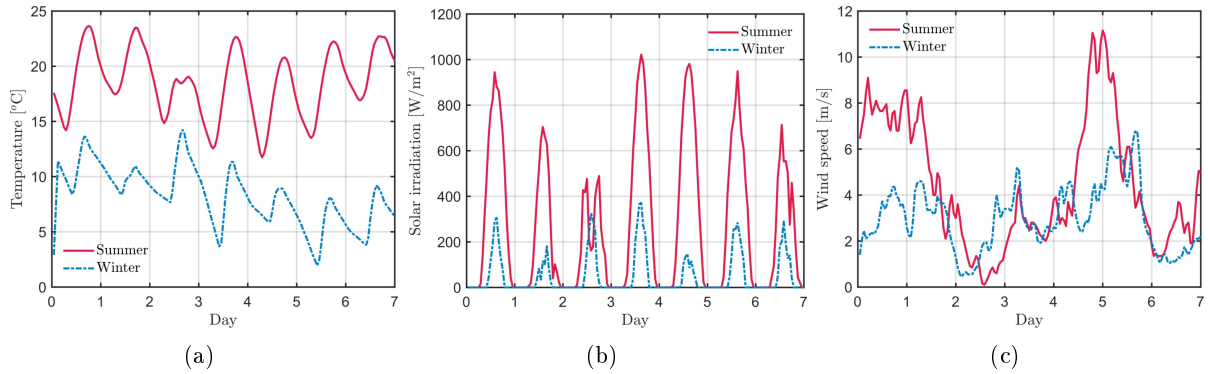 25
20
15
10
5
0
Temperature [°C]
Summer
Winter
0 1 2 3 4 5 6 7
Day
(a)
1200
1000
800
600
400
200
0
Solar irradiation [W/m²]
Summer
Winter
0 1 2 3 4 5 6 7
Day
(b)
12
10
8
6
4
2
0
Wind speed [m/s]
Summer
Winter
0 1 2 3 4 5 6 7
Day
(c)